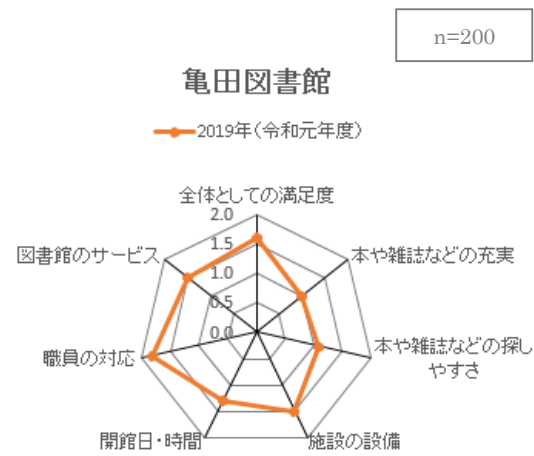 n=200
亀田図書館
2019年(令和元年度)
全体としての満足度
2.0
1.5
1.0
0.5
0.0
図書館のサービス
本や雑誌などの充実
職員の対応
本や雑誌などの探し
やすさ
開館日・時間
施設の設備